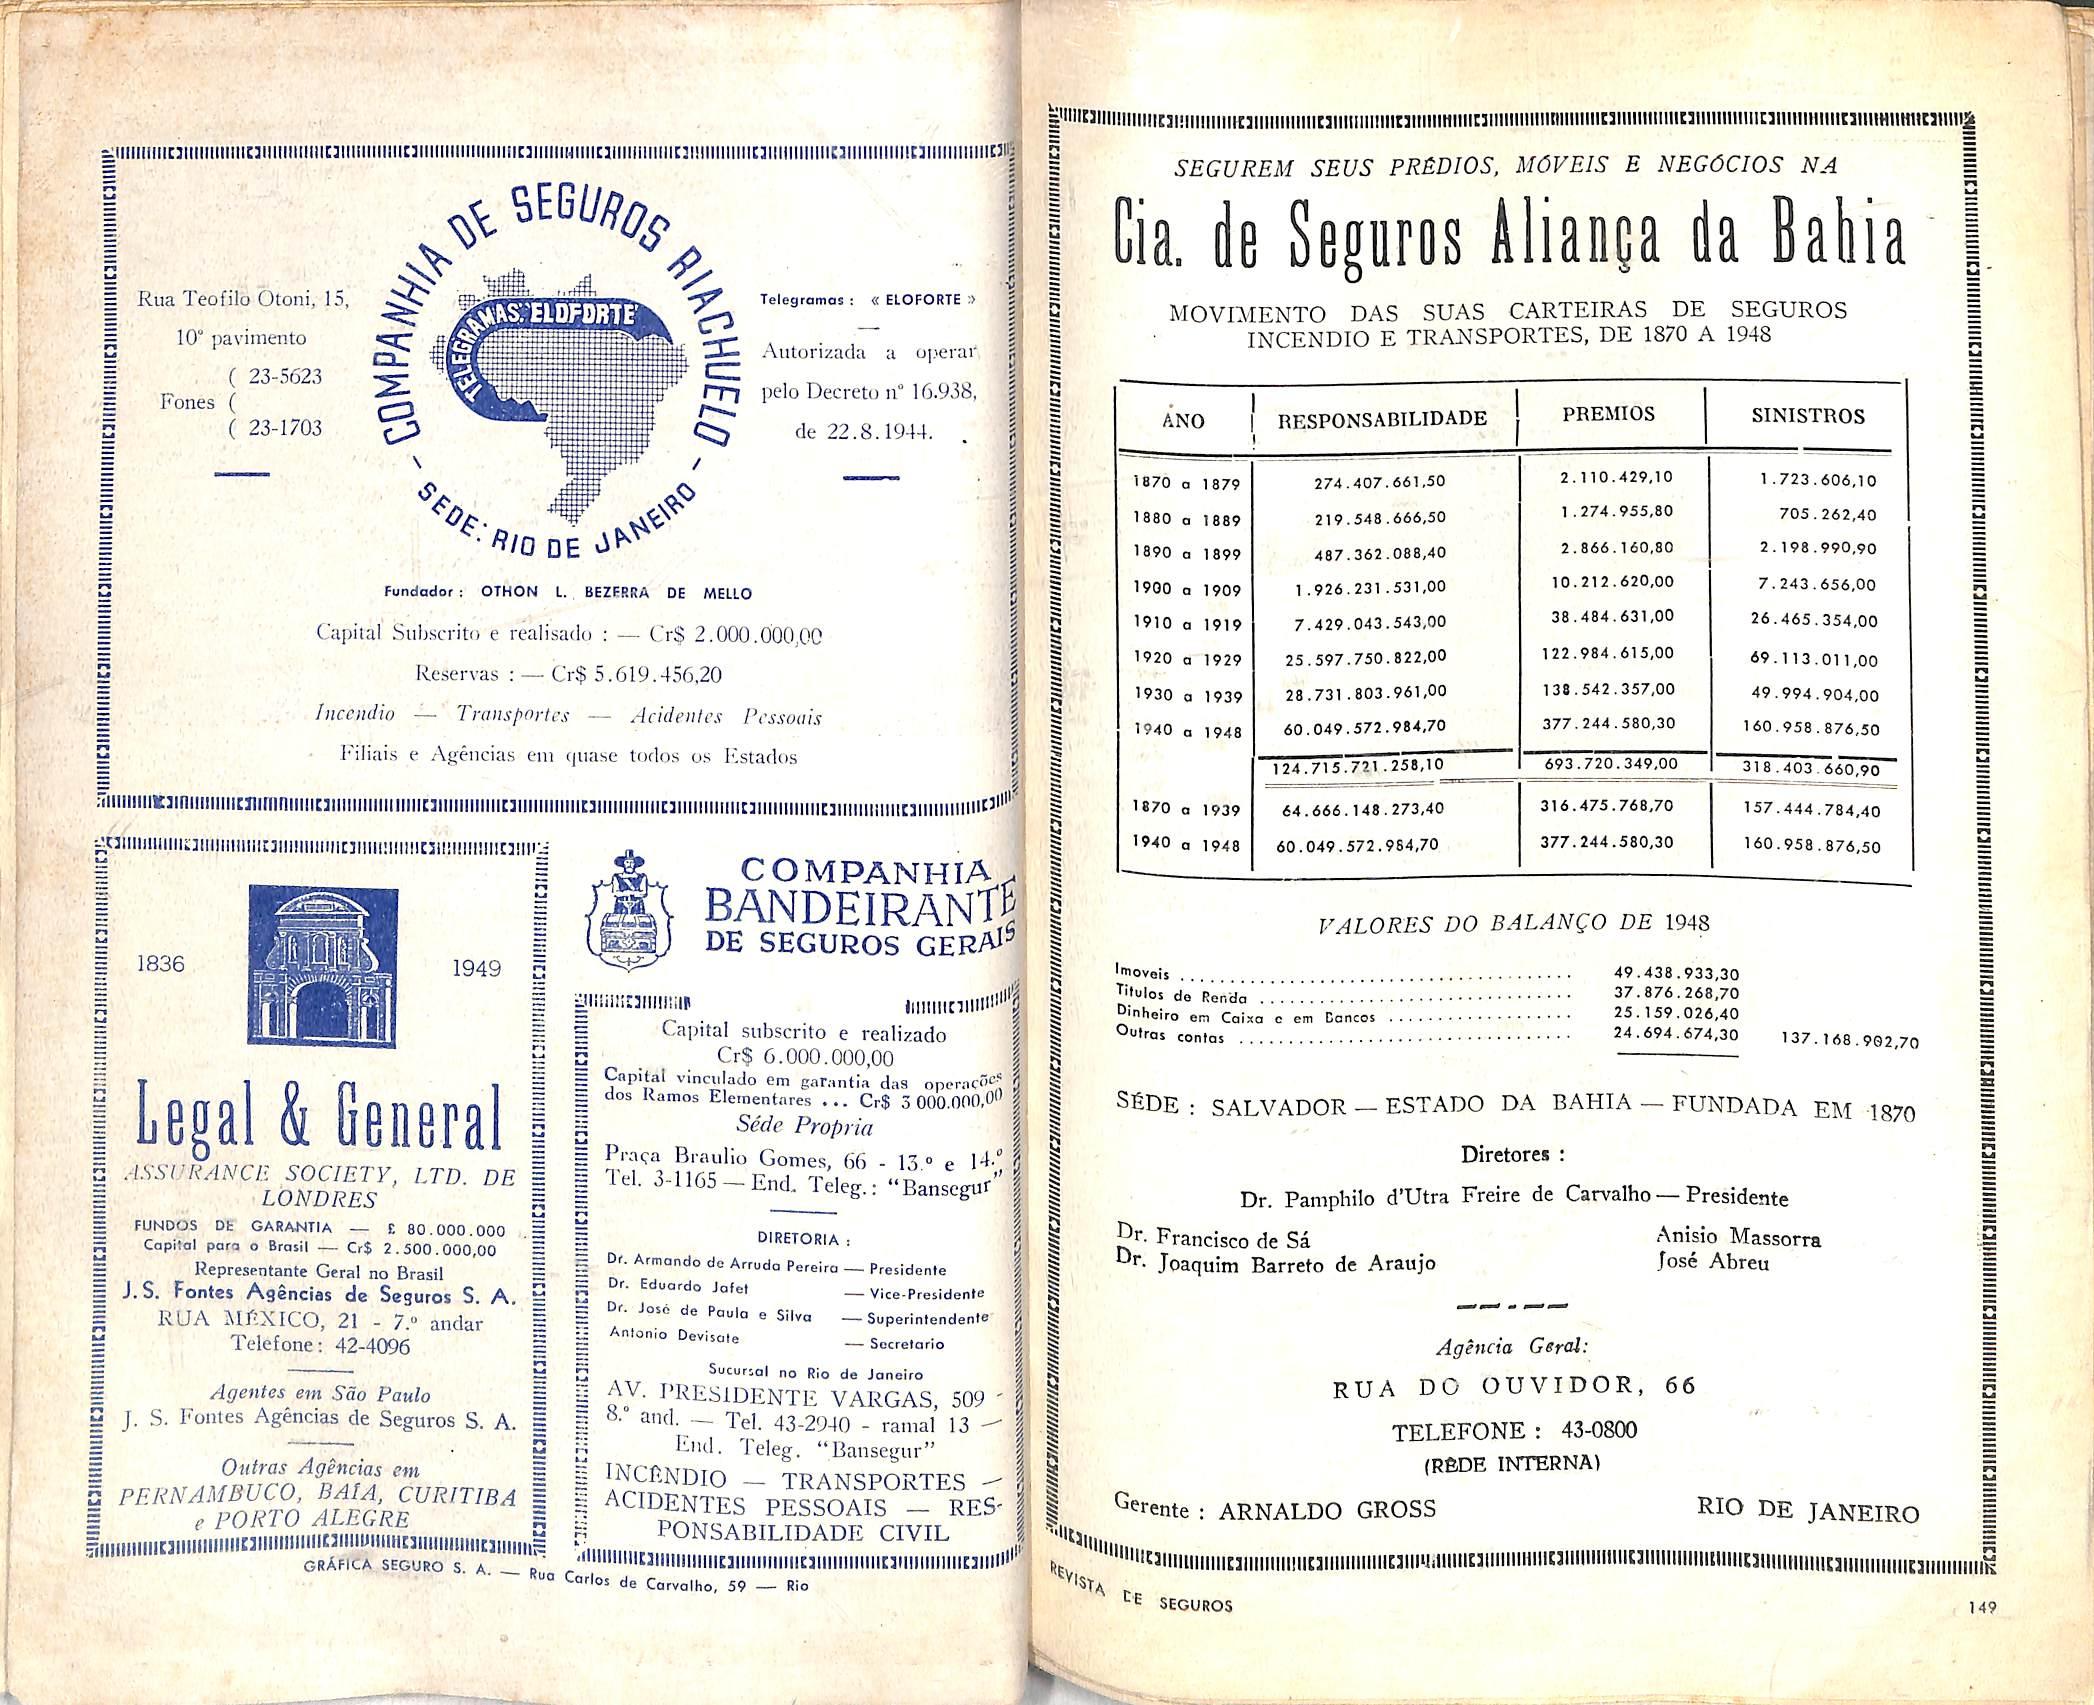 COMPANHIA DE SEGUROS RIACHUELO
- SEDE: RIO DE JANEIRO -
TELEGRAMAS: ELOFORTE
Rua Teofilo Otoni, 15,
10º pavimento
( 23-5623
Fones (
( 23-1703
Telegramas : « ELOFORTE »
Autorizada a operar
pelo Decreto nº 16.938,
de 22.8.1944.
Fundador : OTHON L. BEZERRA DE MELLO
Capital Subscrito e realisado : — Cr$ 2.000.000,00
Reservas : — Cr$ 5.619.456,20
Incendio — Transportes — Acidentes Pessoais
Filiais e Agências em quase todos os Estados
1836 1949
Legal & General
ASSURANCE SOCIETY, LTD. DE
LONDRES
FUNDOS DE GARANTIA — £ 80.000.000
Capital para o Brasil — Cr$ 2.500.000,00
Representante Geral no Brasil
J. S. Fontes Agências de Seguros S. A.
RUA MÉXICO, 21 - 7.º andar
Telefone: 42-4096
Agentes em São Paulo
J. S. Fontes Agências de Seguros S. A.
Outras Agências em
PERNAMBUCO, BAÍA, CURITIBA
e PORTO ALEGRE
COMPANHIA
BANDEIRANTE
DE SEGUROS GERAIS
Capital subscrito e realizado
Cr$ 6.000.000,00
Capital vinculado em garantia das operações
dos Ramos Elementares ... Cr$ 3 000.000,00
Séde Propria
Praça Braulio Gomes, 66 - 13.º e 14.º
Tel. 3-1165 — End. Teleg.: "Bansegur"
DIRETORIA :
Dr. Armando de Arruda Pereira — Presidente
Dr. Eduardo Jafet — Vice-Presidente
Dr. José de Paula e Silva — Superintendente
Antonio Devisate — Secretario
Sucursal no Rio de Janeiro
AV. PRESIDENTE VARGAS, 509 -
8.º and. — Tel. 43-2940 - ramal 13 —
End. Teleg. "Bansegur"
INCÊNDIO — TRANSPORTES —
ACIDENTES PESSOAIS — RES-
PONSABILIDADE CIVIL
GRÁFICA SEGURO S. A. — Rua Carlos de Carvalho, 59 — Rio
SEGUREM SEUS PRÉDIOS, MÓVEIS E NEGÓCIOS NA
Cia. de Seguros Aliança da Bahia
MOVIMENTO DAS SUAS CARTEIRAS DE SEGUROS
INCENDIO E TRANSPORTES, DE 1870 A 1948
ANO RESPONSABILIDADE PREMIOS SINISTROS
1870 a 1879 274.407.661,50 2.110.429,10 1.723.606,10
1880 a 1889 219.548.666,50 1.274.955,80 705.262,40
1890 a 1899 487.362.088,40 2.866.160,80 2.198.990,90
1900 a 1909 1.926.231.531,00 10.212.620,00 7.243.656,00
1910 a 1919 7.429.043.543,00 38.484.631,00 26.465.354,00
1920 a 1929 25.597.750.822,00 122.984.615,00 69.113.011,00
1930 a 1939 28.731.803.961,00 138.542.357,00 49.994.904,00
1940 a 1948 60.049.572.984,70 377.244.580,30 160.958.876,50
124.715.721.258,10 693.720.349,00 318.403.660,90
1870 a 1939 64.666.148.273,40 316.475.768,70 157.444.784,40
1940 a 1948 60.049.572.984,70 377.244.580,30 160.958.876,50
VALORES DO BALANÇO DE 1948
Imoveis ........................................ 49.438.933,30
Titulos de Renda ................................ 37.876.268,70
Dinheiro em Caixa e em Bancos ................... 25.159.026,40
Outras contas .................................. 24.694.674,30 137.168.902,70
SÉDE : SALVADOR — ESTADO DA BAHIA — FUNDADA EM 1870
Diretores :
Dr. Pamphilo d'Utra Freire de Carvalho — Presidente
Dr. Francisco de Sá Anisio Massorra
Dr. Joaquim Barreto de Araujo José Abreu
Agência Geral:
RUA DO OUVIDOR, 66
TELEFONE : 43-0800
(RÊDE INTERNA)
Gerente : ARNALDO GROSS RIO DE JANEIRO
REVISTA DE SEGUROS 149